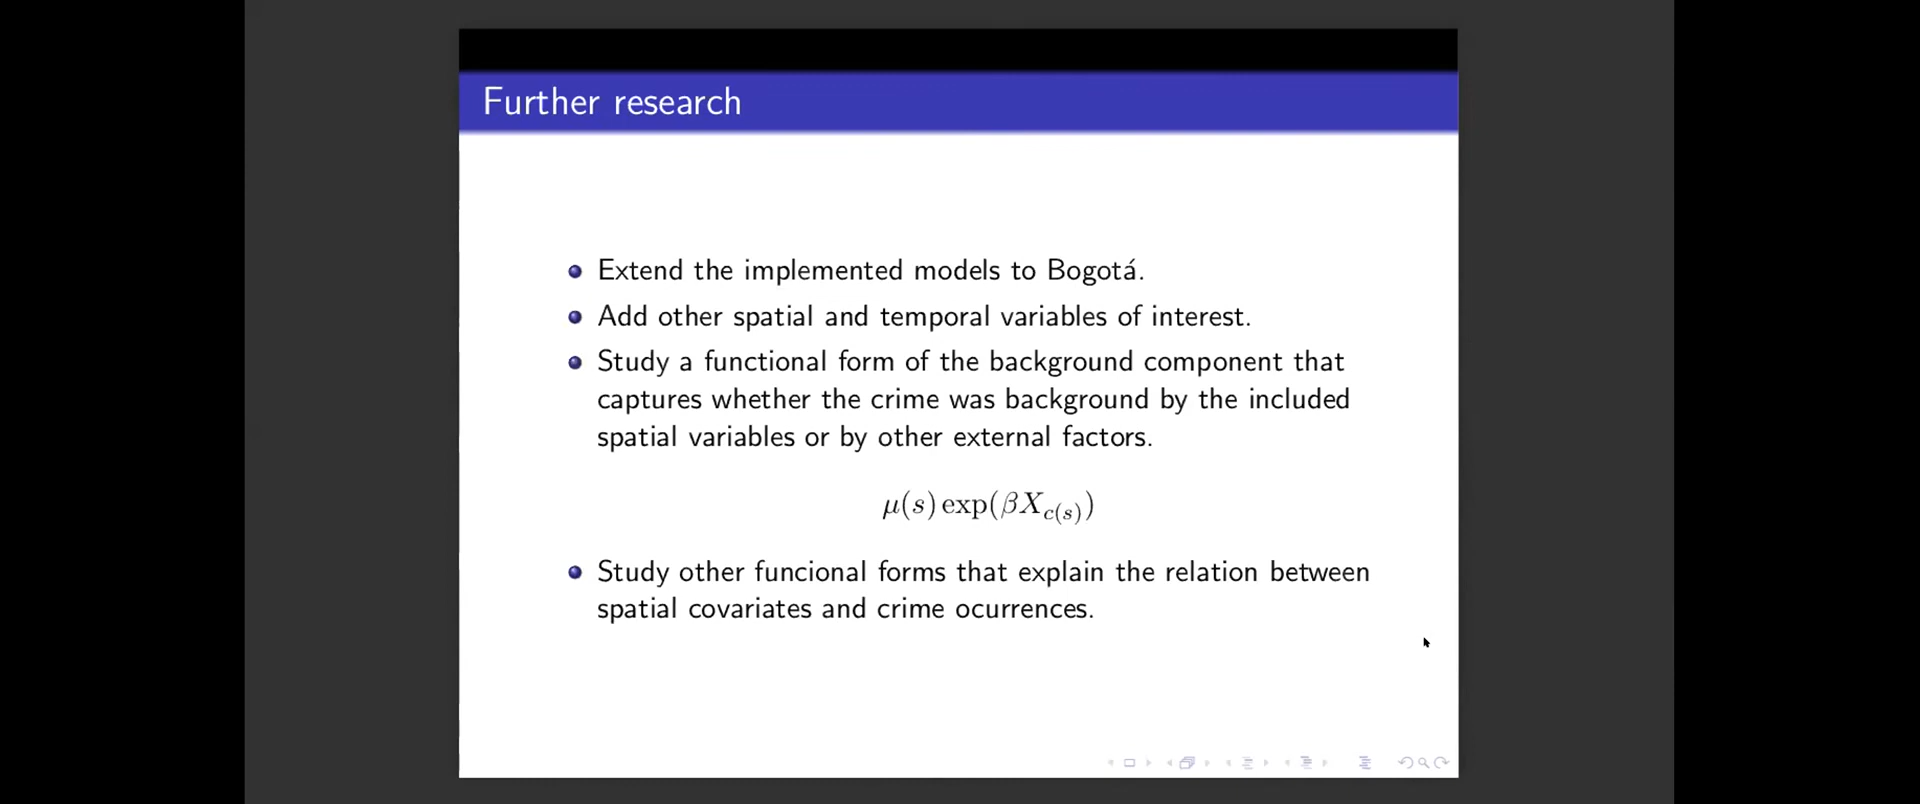 Further research
Extend the implemented models to Bogotá.
Add other spatial and temporal variables of interest.
Study a functional form of the background component that
captures whether the crime was background by the included
spatial variables or by other external factors.
μ(s) exp(βX_{c(s)})
Study other funcional forms that explain the relation between
spatial covariates and crime ocurrences.